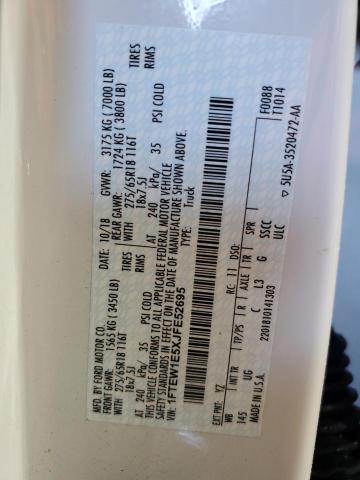 MFD. BY FORD MOTOR CO.
DATE: 10/18 GVWR: 3175 KG ( 7000 LB)
FRONT GAWR: 1565 KG ( 3450 LB) REAR GAWR: 1724 KG ( 3800 LB)
WITH 275/65R18 116T TIRES WITH 275/65R18 116T TIRES
18x7.5J RIMS 18x7.5J RIMS
AT 240 kPa/ 35 PSI COLD AT 240 kPa/ 35 PSI COLD
THIS VEHICLE CONFORMS TO ALL APPLICABLE FEDERAL MOTOR VEHICLE
SAFETY STANDARDS IN EFFECT ON THE DATE OF MANUFACTURE SHOWN ABOVE.
VIN: 1FTEW1E5XJFE52695
TYPE: Truck
F0088
T1014
EXT PNT: YZ RC: 11 DSO:
WB INT TR TP/PS R AXLE TR SPR
145 UG C L3 G SSCC
ULC
MADE IN U.S.A. 2201810141303
5U5A-3520472-AA